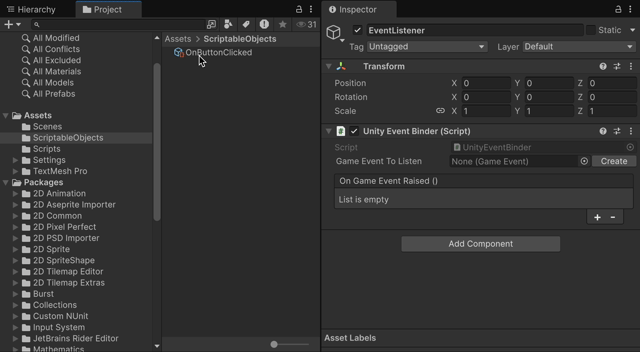 Hierarchy
Project
31
All Modified
All Conflicts
All Excluded
All Materials
All Models
All Prefabs
Assets
Scenes
ScriptableObjects
Scripts
Settings
TextMesh Pro
Packages
2D Animation
2D Aseprite Importer
2D Common
2D Pixel Perfect
2D PSD Importer
2D Sprite
2D SpriteShape
2D Tilemap Editor
2D Tilemap Extras
Burst
Collections
Custom NUnit
Input System
JetBrains Rider Editor
Mathematics
Assets > ScriptableObjects
OnButtonClicked
Inspector
EventListener
Static
Tag Untagged
Layer Default
Transform
Position X 0 Y 0 Z 0
Rotation X 0 Y 0 Z 0
Scale X 1 Y 1 Z 1
Unity Event Binder (Script)
Script UnityEventBinder
Game Event To Listen None (Game Event) Create
On Game Event Raised ()
List is empty
+ −
Add Component
Asset Labels